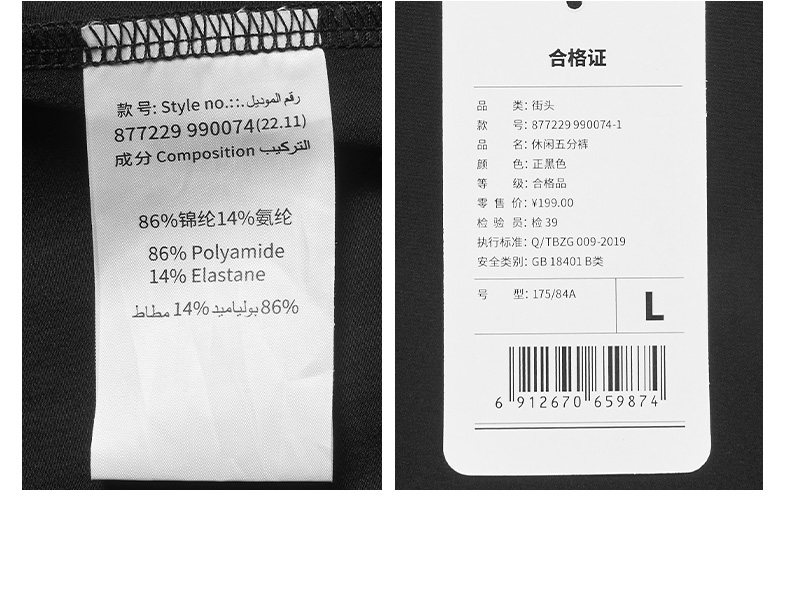 款 号: Style no.::.رقم الموديل
877229 990074(22.11)
成分 Composition التركيب
86%锦纶14%氨纶
86% Polyamide
14% Elastane
86%بولياميد 14% مطاط
合格证
品 类: 街头
款 号: 877229 990074-1
品 名: 休闲五分裤
颜 色: 正黑色
等 级: 合格品
零 售 价: ¥199.00
检 验 员: 检 39
执行标准: Q/TBZG 009-2019
安全类别: GB 18401 B类
号 型: 175/84A
L
6 912670 659874